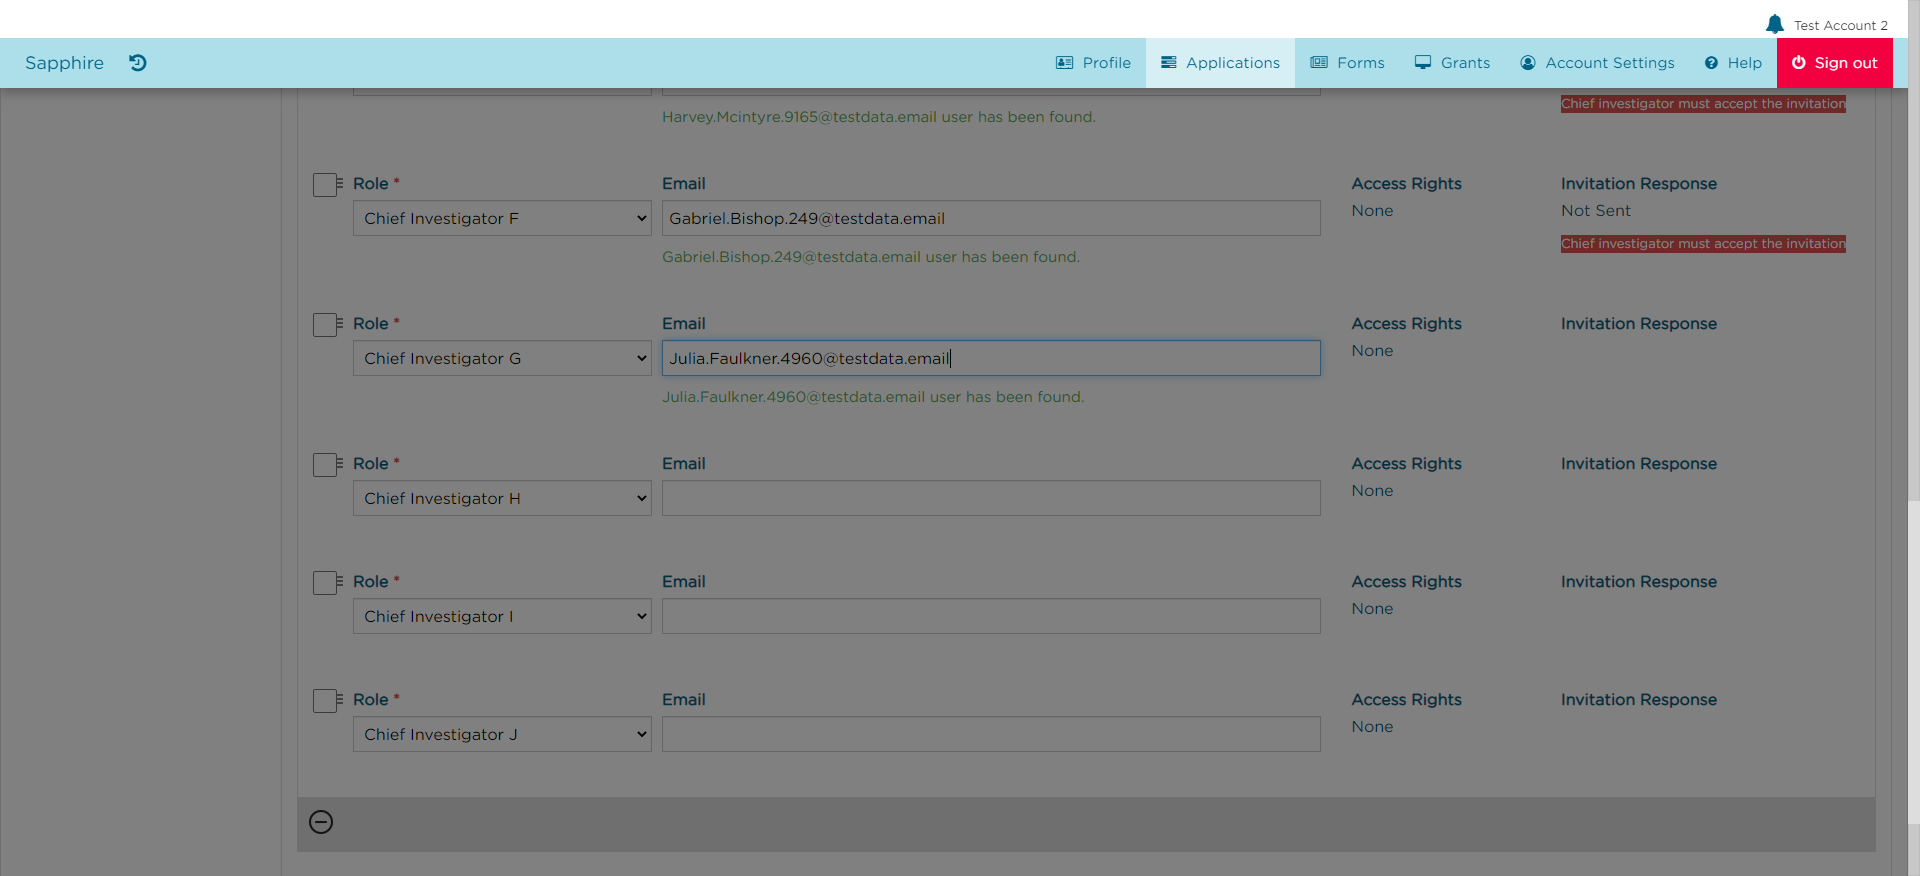 Test Account 2
Sapphire
Profile
Applications
Forms
Grants
Account Settings
Help
Sign out
Harvey.Mcintyre.9165@testdata.email user has been found.
Chief investigator must accept the invitation
Role *
Email
Access Rights
Invitation Response
Chief Investigator F
Gabriel.Bishop.249@testdata.email
None
Not Sent
Gabriel.Bishop.249@testdata.email user has been found.
Chief investigator must accept the invitation
Role *
Email
Access Rights
Invitation Response
Chief Investigator G
Julia.Faulkner.4960@testdata.email
None
Julia.Faulkner.4960@testdata.email user has been found.
Role *
Email
Access Rights
Invitation Response
Chief Investigator H
None
Role *
Email
Access Rights
Invitation Response
Chief Investigator I
None
Role *
Email
Access Rights
Invitation Response
Chief Investigator J
None